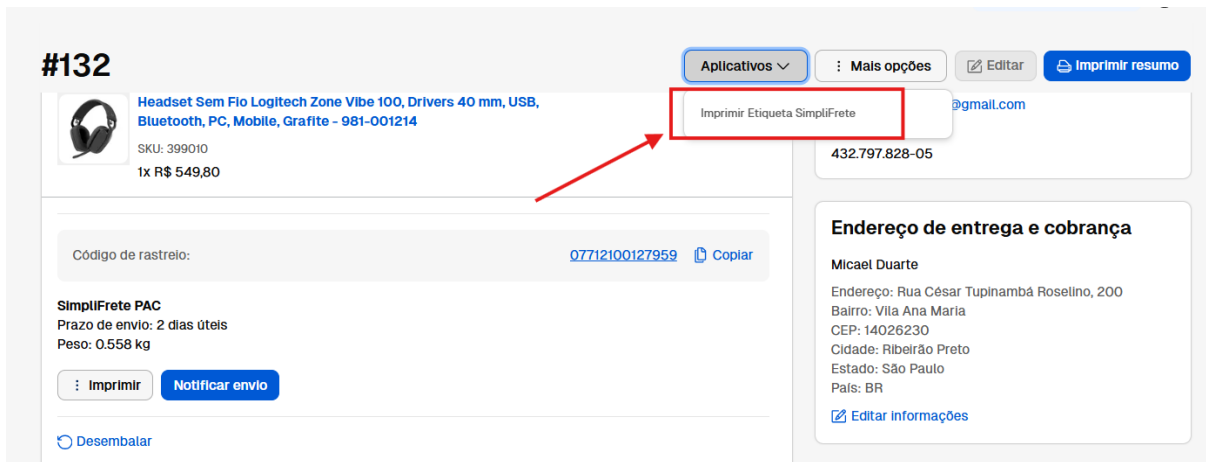 #132
Aplicativos
Mais opções
Editar
Imprimir resumo
Imprimir Etiqueta SimpliFrete
@gmail.com
432.797.828-05
Headset Sem Fio Logitech Zone Vibe 100, Drivers 40 mm, USB,
Bluetooth, PC, Mobile, Grafite - 981-001214
SKU: 399010
1x R$ 549,80
Código de rastreio:
07712100127959
Copiar
SimpliFrete PAC
Prazo de envio: 2 dias úteis
Peso: 0.558 kg
Imprimir
Notificar envio
Desembalar
Endereço de entrega e cobrança
Micael Duarte
Endereço: Rua César Tupinambá Roselino, 200
Bairro: Vila Ana Maria
CEP: 14026230
Cidade: Ribeirão Preto
Estado: São Paulo
País: BR
Editar informações